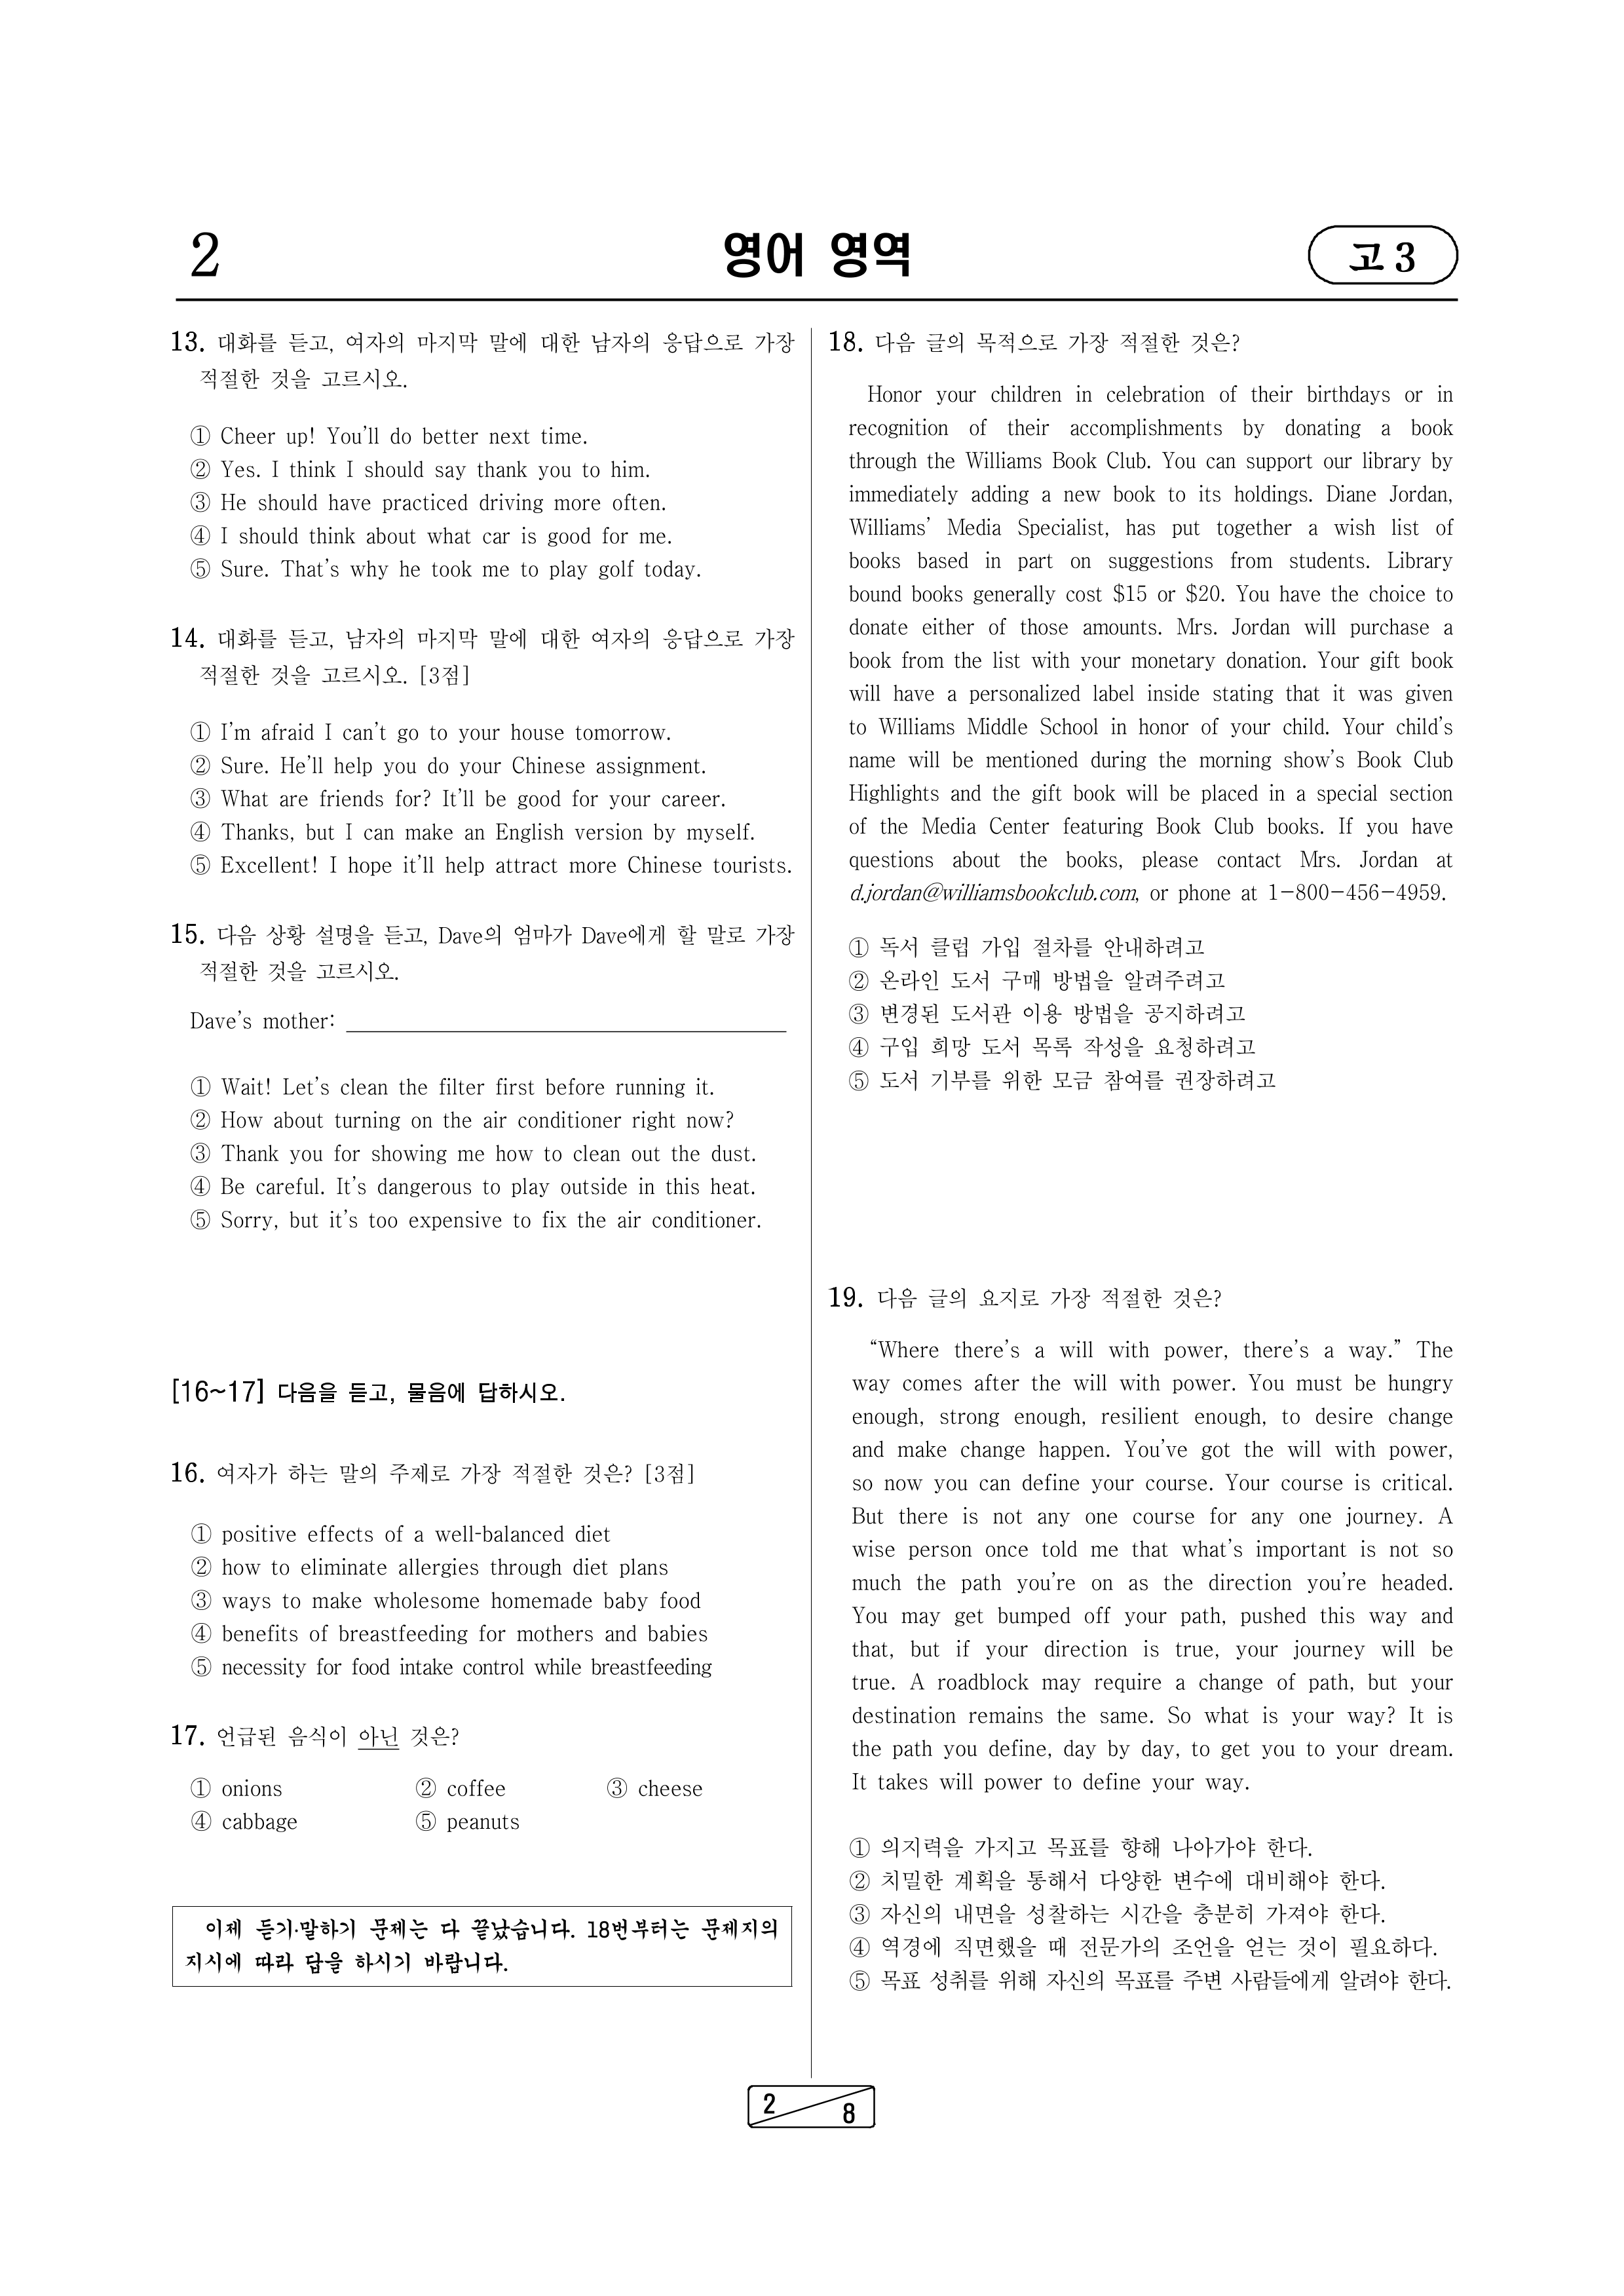 2
영어 영역
고 3
13. 대화를 듣고, 여자의 마지막 말에 대한 남자의 응답으로 가장
적절한 것을 고르시오.
① Cheer up! You'll do better next time.
② Yes. I think I should say thank you to him.
③ He should have practiced driving more often.
④ I should think about what car is good for me.
⑤ Sure. That's why he took me to play golf today.
14. 대화를 듣고, 남자의 마지막 말에 대한 여자의 응답으로 가장
적절한 것을 고르시오. [3점]
① I'm afraid I can't go to your house tomorrow.
② Sure. He'll help you do your Chinese assignment.
③ What are friends for? It'll be good for your career.
④ Thanks, but I can make an English version by myself.
⑤ Excellent! I hope it'll help attract more Chinese tourists.
15. 다음 상황 설명을 듣고, Dave의 엄마가 Dave에게 할 말로 가장
적절한 것을 고르시오.
Dave's mother:
① Wait! Let's clean the filter first before running it.
② How about turning on the air conditioner right now?
③ Thank you for showing me how to clean out the dust.
④ Be careful. It's dangerous to play outside in this heat.
⑤ Sorry, but it's too expensive to fix the air conditioner.
[16~17] 다음을 듣고, 물음에 답하시오.
16. 여자가 하는 말의 주제로 가장 적절한 것은? [3점]
① positive effects of a well-balanced diet
② how to eliminate allergies through diet plans
③ ways to make wholesome homemade baby food
④ benefits of breastfeeding for mothers and babies
⑤ necessity for food intake control while breastfeeding
17. 언급된 음식이 아닌 것은?
① onions ② coffee ③ cheese
④ cabbage ⑤ peanuts
이제 듣기·말하기 문제는 다 끝났습니다. 18번부터는 문제지의
지시에 따라 답을 하시기 바랍니다.
18. 다음 글의 목적으로 가장 적절한 것은?
Honor your children in celebration of their birthdays or in
recognition of their accomplishments by donating a book
through the Williams Book Club. You can support our library by
immediately adding a new book to its holdings. Diane Jordan,
Williams' Media Specialist, has put together a wish list of
books based in part on suggestions from students. Library
bound books generally cost $15 or $20. You have the choice to
donate either of those amounts. Mrs. Jordan will purchase a
book from the list with your monetary donation. Your gift book
will have a personalized label inside stating that it was given
to Williams Middle School in honor of your child. Your child's
name will be mentioned during the morning show's Book Club
Highlights and the gift book will be placed in a special section
of the Media Center featuring Book Club books. If you have
questions about the books, please contact Mrs. Jordan at
d.jordan@williamsbookclub.com, or phone at 1-800-456-4959.
① 독서 클럽 가입 절차를 안내하려고
② 온라인 도서 구매 방법을 알려주려고
③ 변경된 도서관 이용 방법을 공지하려고
④ 구입 희망 도서 목록 작성을 요청하려고
⑤ 도서 기부를 위한 모금 참여를 권장하려고
19. 다음 글의 요지로 가장 적절한 것은?
“Where there's a will with power, there's a way.” The
way comes after the will with power. You must be hungry
enough, strong enough, resilient enough, to desire change
and make change happen. You've got the will with power,
so now you can define your course. Your course is critical.
But there is not any one course for any one journey. A
wise person once told me that what's important is not so
much the path you're on as the direction you're headed.
You may get bumped off your path, pushed this way and
that, but if your direction is true, your journey will be
true. A roadblock may require a change of path, but your
destination remains the same. So what is your way? It is
the path you define, day by day, to get you to your dream.
It takes will power to define your way.
① 의지력을 가지고 목표를 향해 나아가야 한다.
② 치밀한 계획을 통해서 다양한 변수에 대비해야 한다.
③ 자신의 내면을 성찰하는 시간을 충분히 가져야 한다.
④ 역경에 직면했을 때 전문가의 조언을 얻는 것이 필요하다.
⑤ 목표 성취를 위해 자신의 목표를 주변 사람들에게 알려야 한다.
2
8